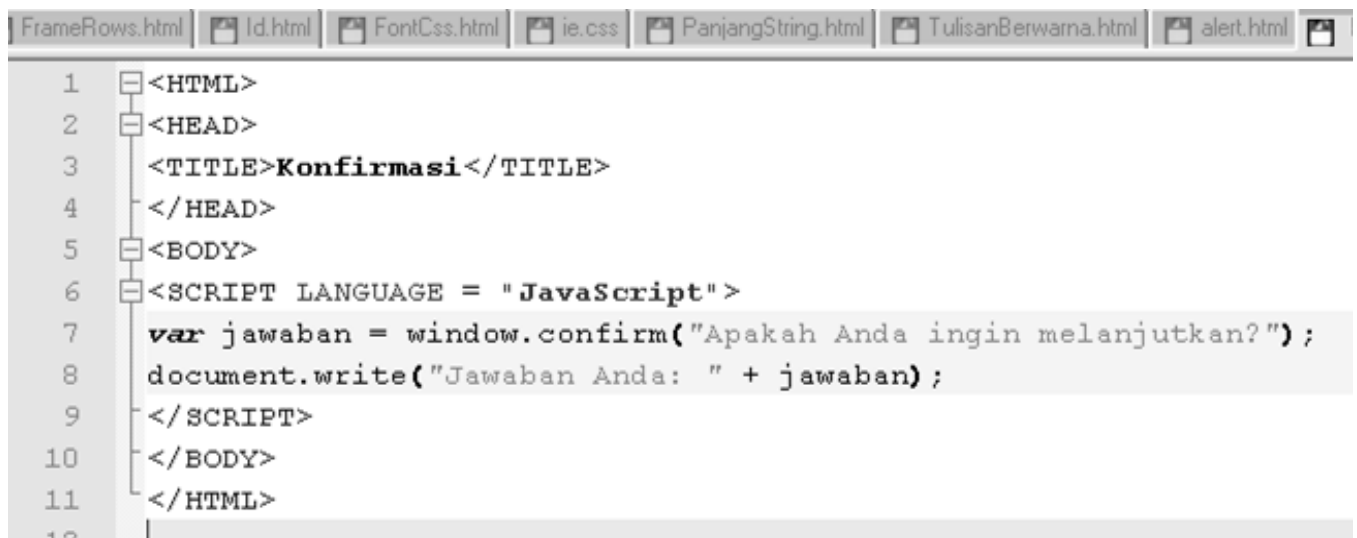 FrameRows.html Id.html FontCss.html ie.css PanjangString.html TulisanBerwarna.html alert.html
1 <HTML>
2 <HEAD>
3 <TITLE>Konfirmasi</TITLE>
4 </HEAD>
5 <BODY>
6 <SCRIPT LANGUAGE = "JavaScript">
7 var jawaban = window.confirm("Apakah Anda ingin melanjutkan?");
8 document.write("Jawaban Anda: " + jawaban);
9 </SCRIPT>
10 </BODY>
11 </HTML>